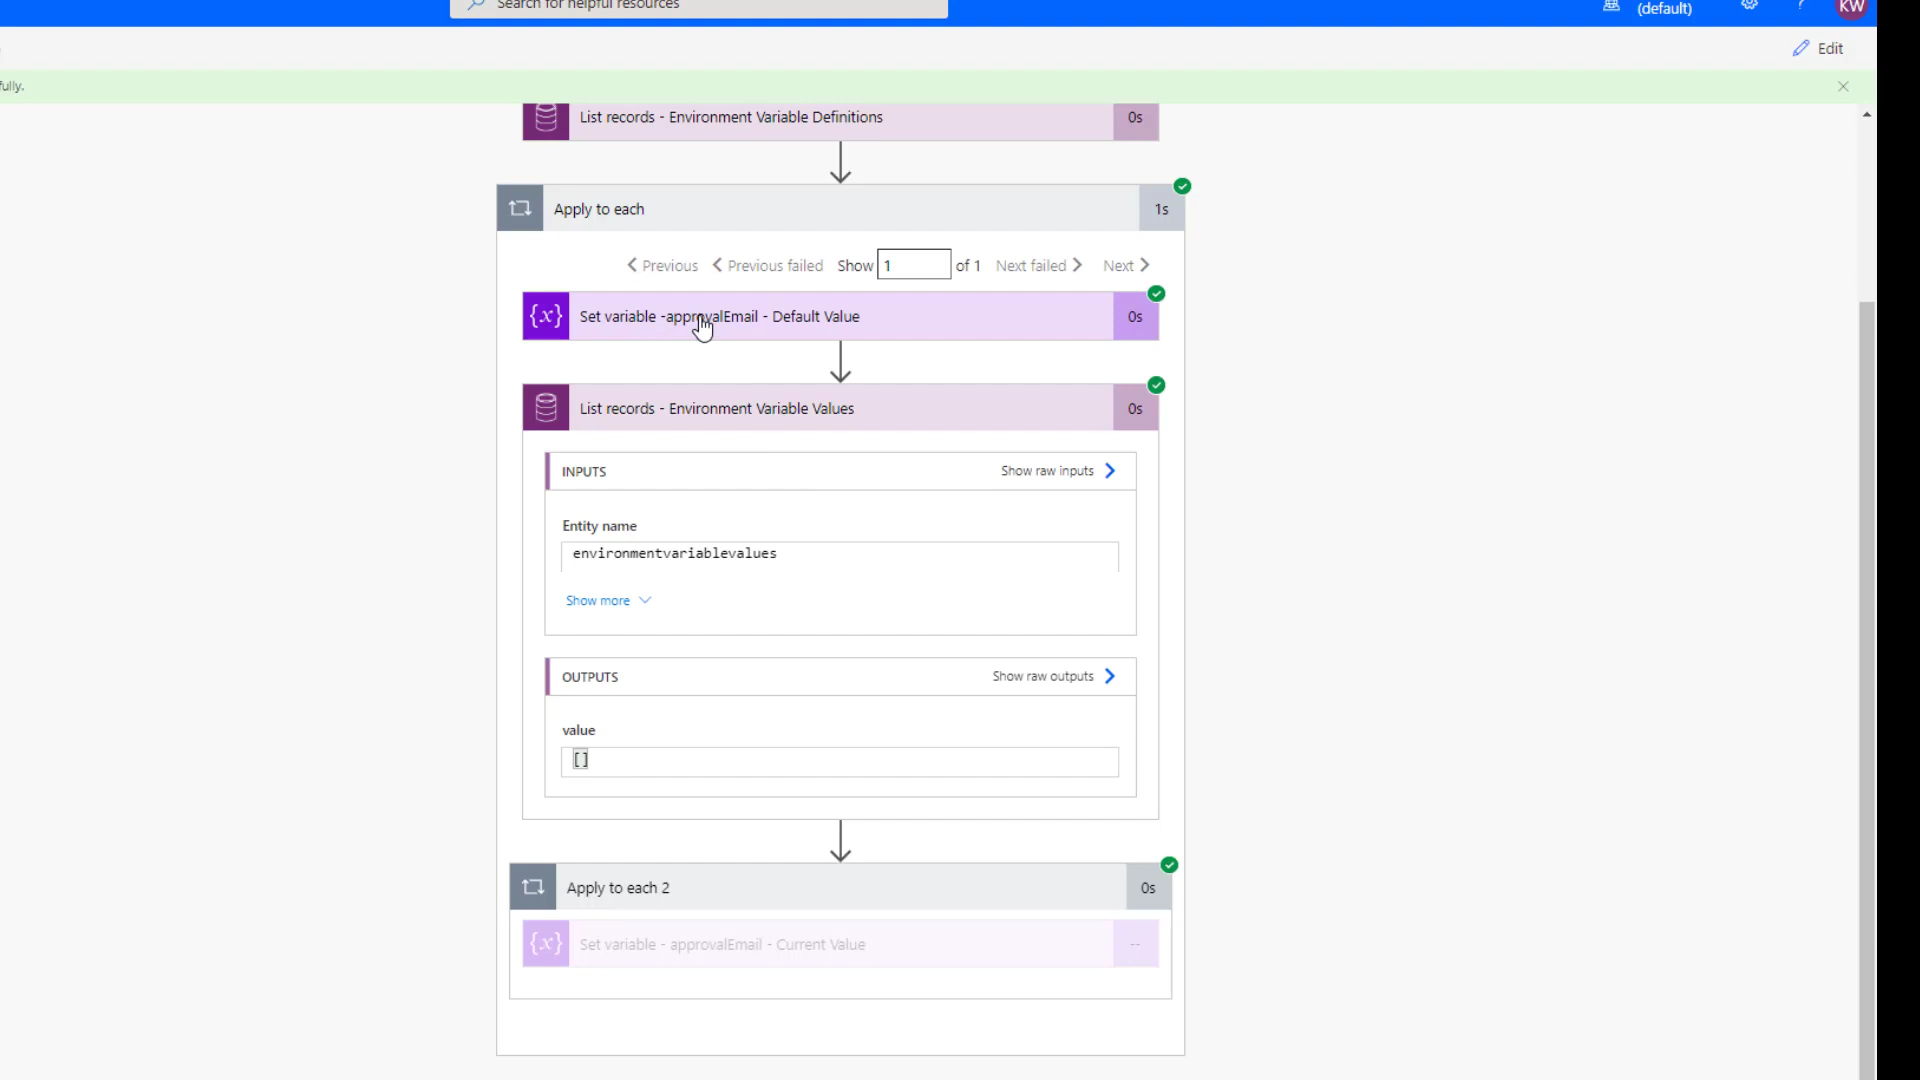 Search for helpful resources
(default)
KW
Edit
fully.
List records - Environment Variable Definitions
0s
Apply to each
1s
Previous Previous failed Show 1 of 1 Next failed Next
{x} Set variable -approvalEmail - Default Value
0s
List records - Environment Variable Values
0s
INPUTS
Show raw inputs
Entity name
environmentvariablevalues
Show more
OUTPUTS
Show raw outputs
value
[]
Apply to each 2
0s
{x} Set variable - approvalEmail - Current Value
--